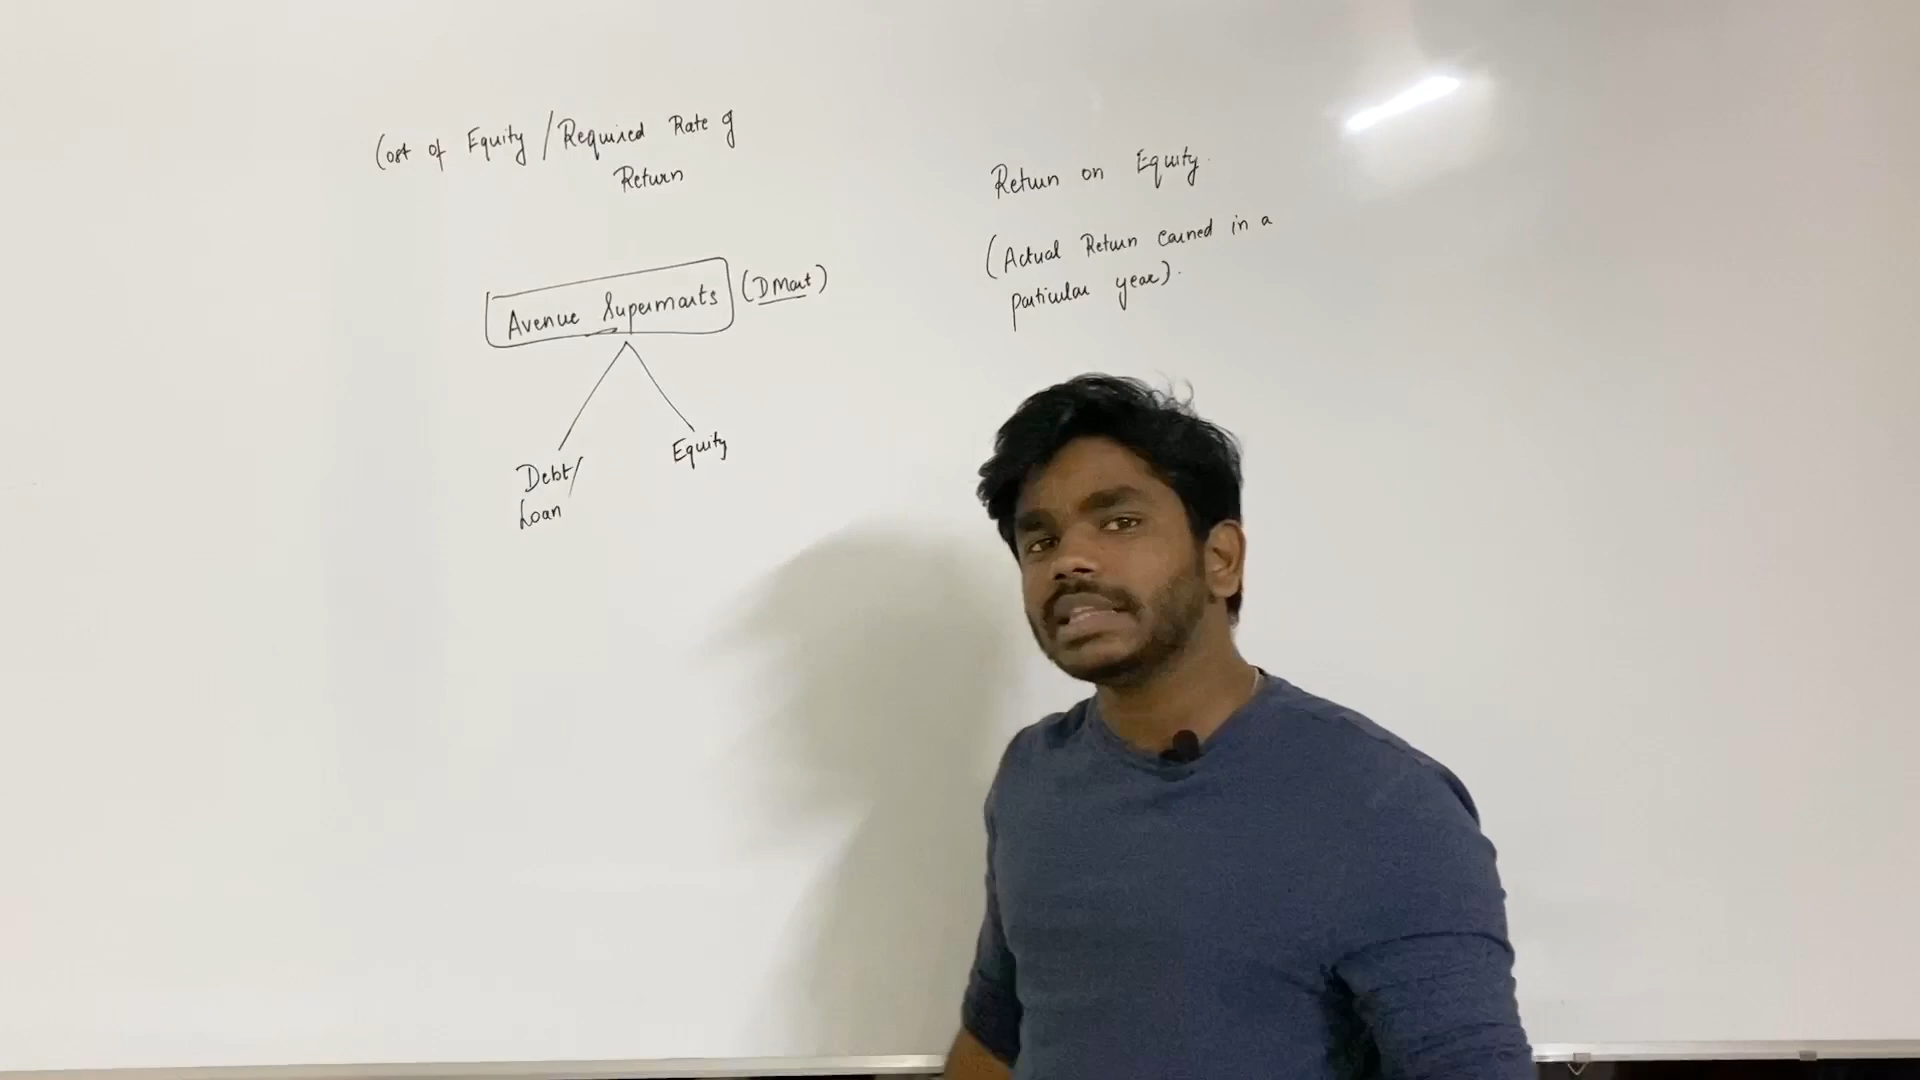 Cost of Equity / Required Rate of
Return
Avenue Supermarts (DMart)
Debt/
Loan
Equity
Return on Equity.
(Actual Return earned in a
particular year).